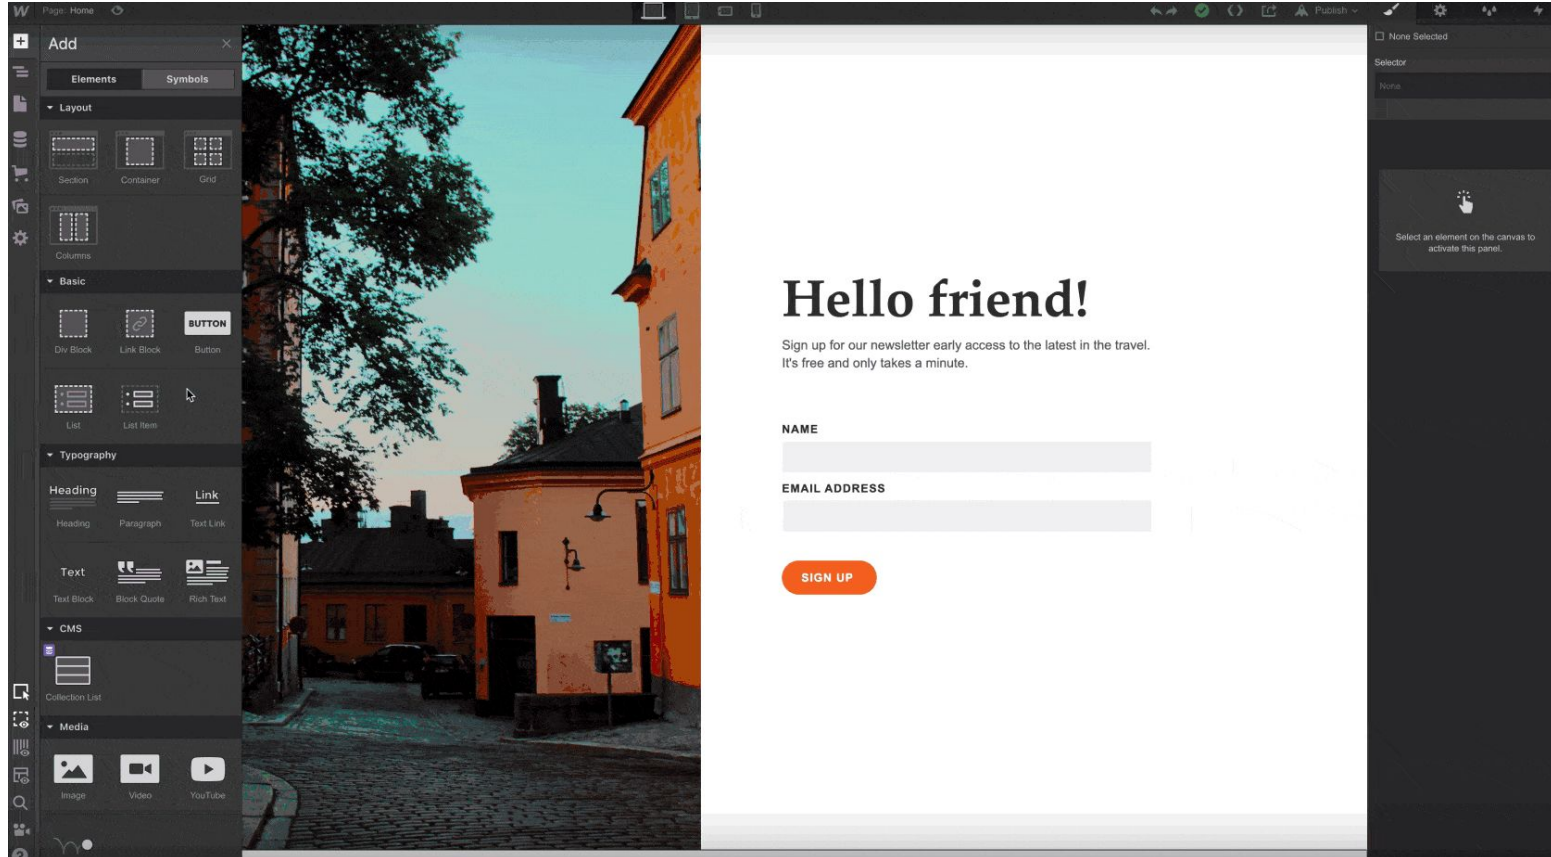 W Page: Home
Publish
Add
Elements Symbols
Layout
Section Container Grid
Columns
Basic
BUTTON
Div Block Link Block Button
List List Item
Typography
Heading Link
Heading Paragraph Text Link
Text
Text Block Block Quote Rich Text
CMS
Collection List
Media
Image Video YouTube
Hello friend!
Sign up for our newsletter early access to the latest in the travel.
It's free and only takes a minute.
NAME
EMAIL ADDRESS
SIGN UP
None Selected
Selector
None
Select an element on the canvas to
activate this panel.